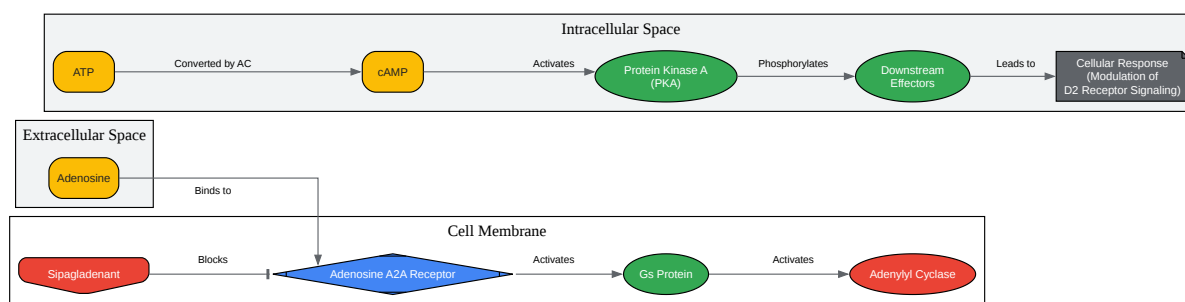 Intracellular Space
ATP
Converted by AC
cAMP
Activates
Protein Kinase A
(PKA)
Phosphorylates
Downstream
Effectors
Leads to
Cellular Response
(Modulation of
D2 Receptor Signaling)
Extracellular Space
Adenosine
Binds to
Cell Membrane
Sipagladenant
Blocks
Adenosine A2A Receptor
Activates
Gs Protein
Activates
Adenylyl Cyclase